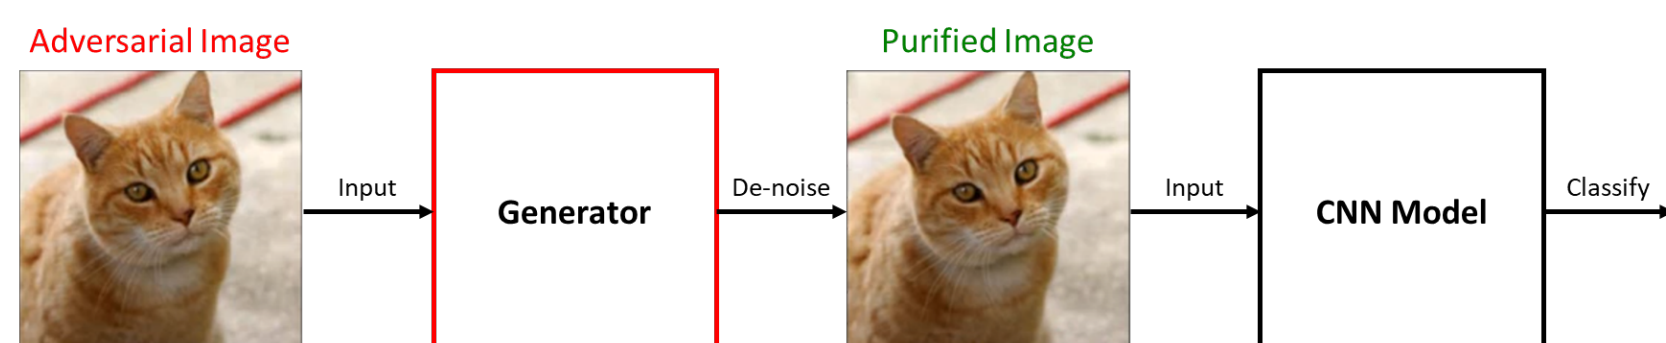 Adversarial Image
Purified Image
Input
Generator
De-noise
Input
CNN Model
Classify